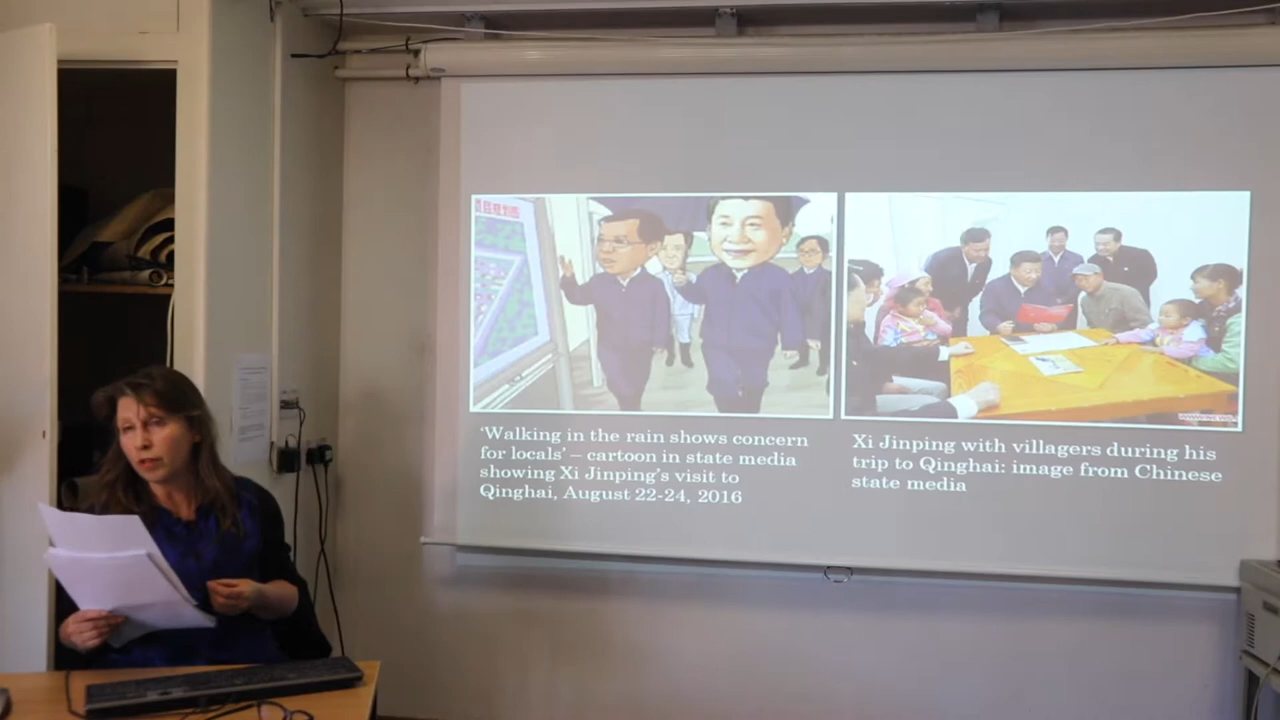 'Walking in the rain shows concern
for locals' – cartoon in state media
showing Xi Jinping's visit to
Qinghai, August 22-24, 2016
Xi Jinping with villagers during his
trip to Qinghai: image from Chinese
state media